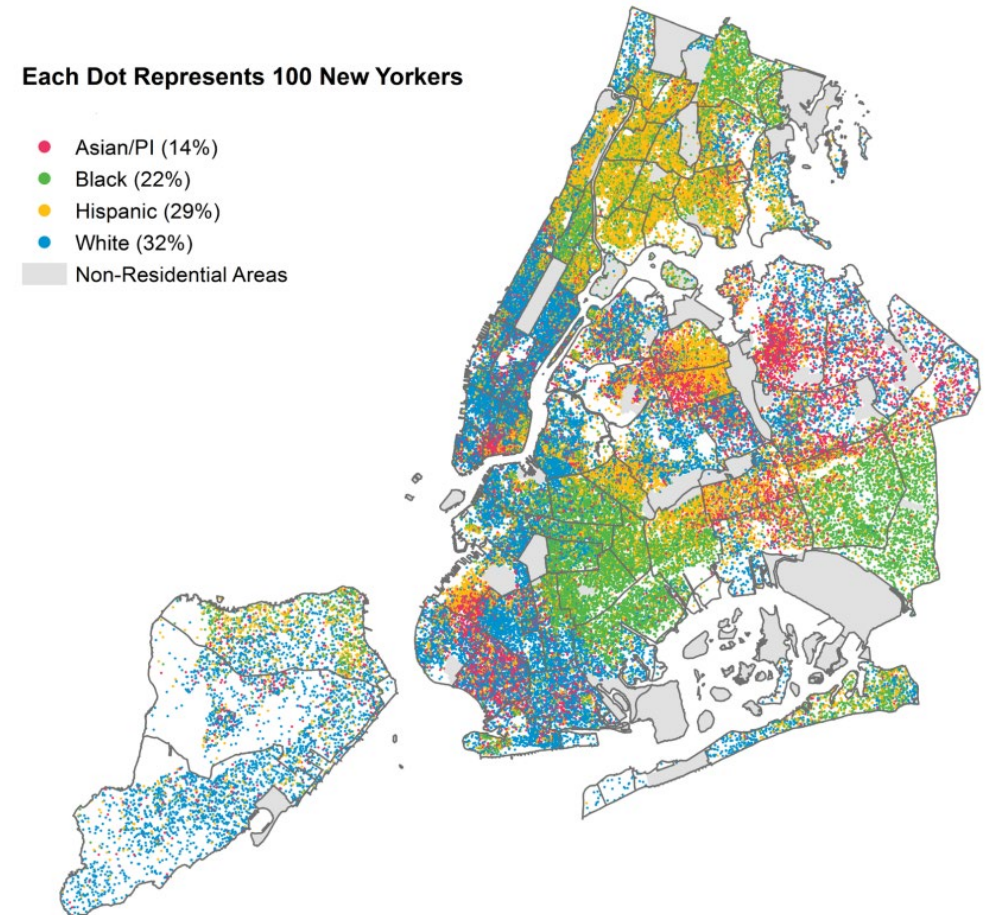 Each Dot Represents 100 New Yorkers
Asian/PI (14%)
Black (22%)
Hispanic (29%)
White (32%)
Non-Residential Areas